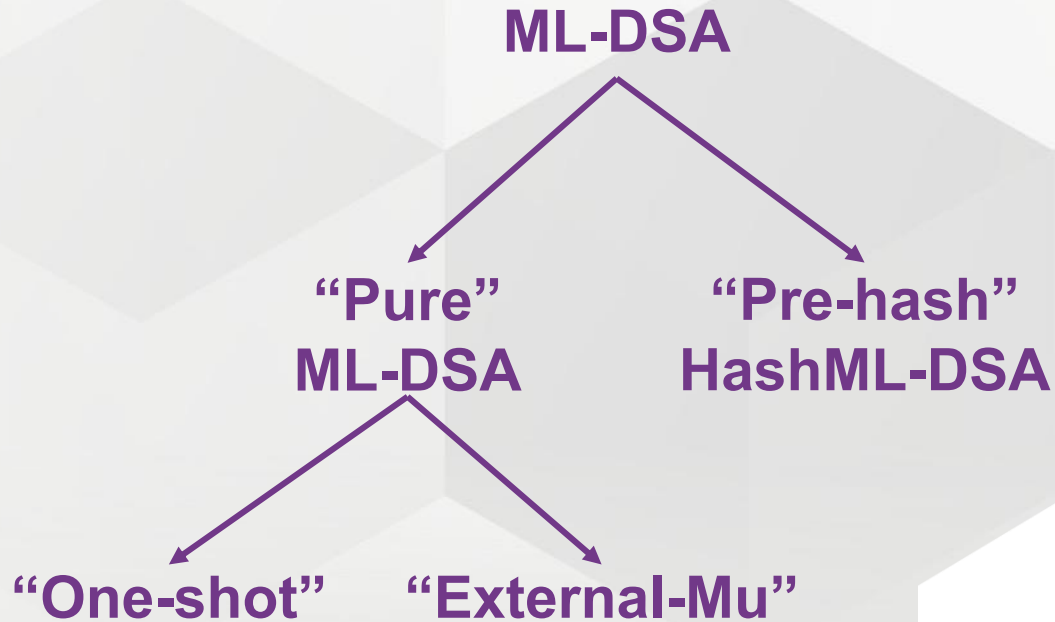 ML-DSA
“Pure”
ML-DSA
“Pre-hash”
HashML-DSA
“One-shot”
“External-Mu”